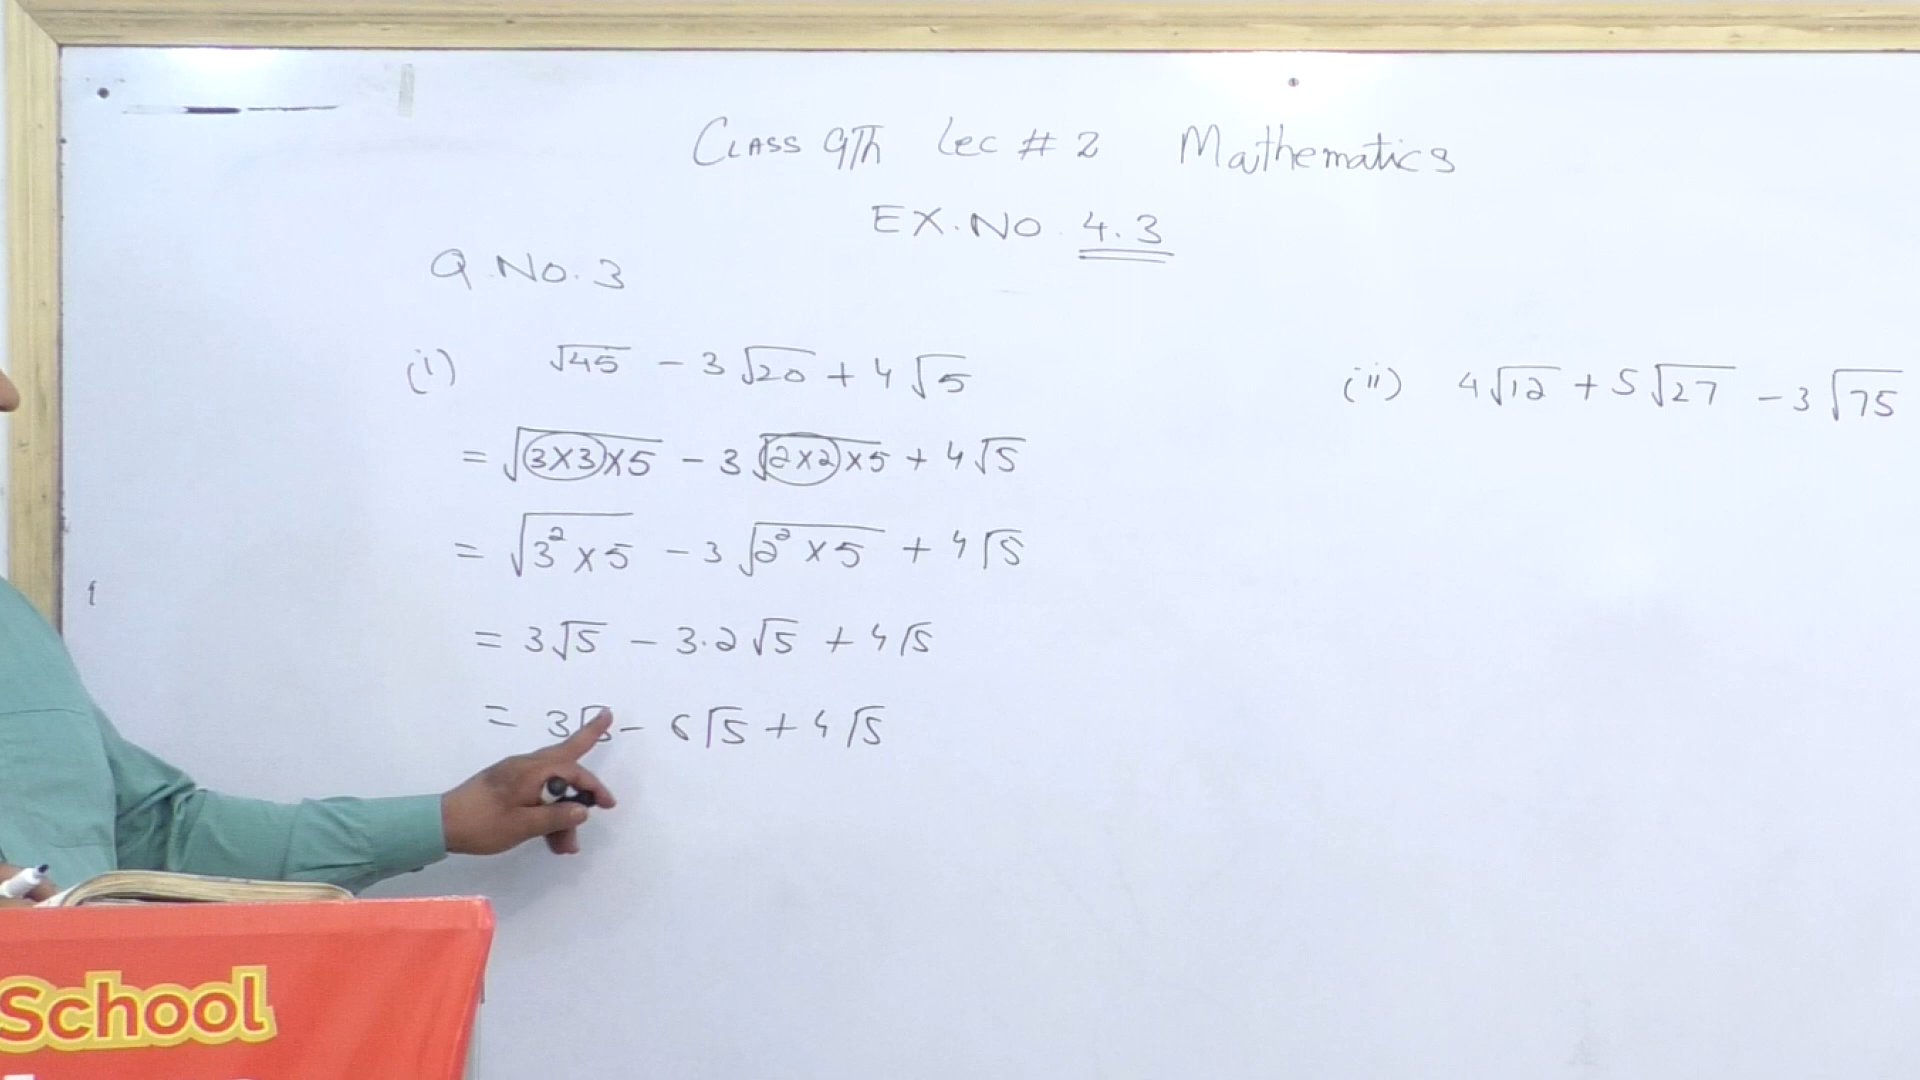 CLASS 9Th Lec # 2 Mathematics
EX.NO. 4.3
Q.NO.3
(i) √45 - 3√20 + 4√5
= √(3×3)×5 - 3√(2×2)×5 + 4√5
= √3²×5 - 3√2²×5 + 4√5
= 3√5 - 3.2√5 + 4√5
= 3√5 - 6√5 + 4√5
(ii) 4√12 + 5√27 - 3√75
School